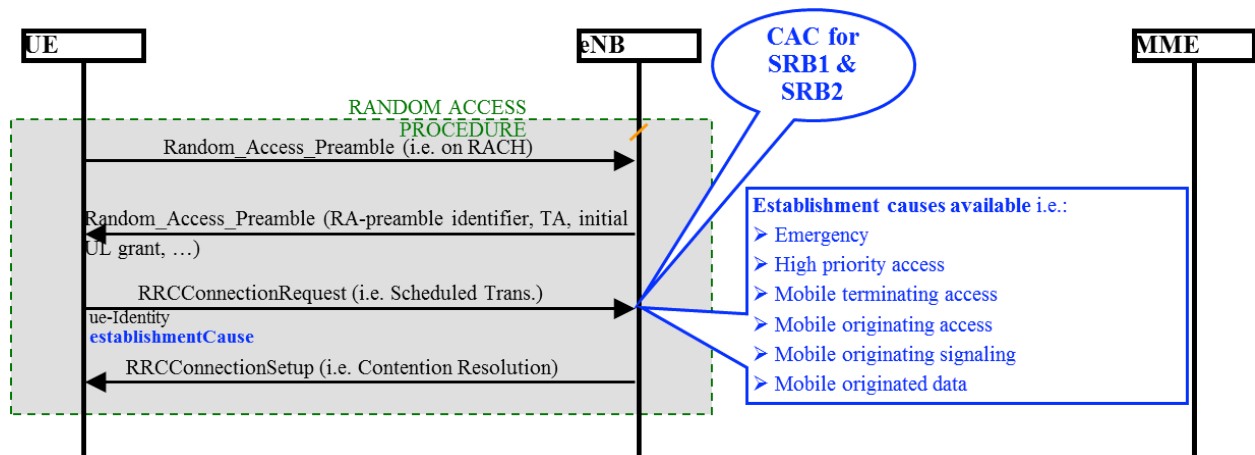 UE
eNB
MME
CAC for
SRB1 &
SRB2
RANDOM ACCESS
PROCEDURE
Random_Access_Preamble (i.e. on RACH)
Random_Access_Preamble (RA-preamble identifier, TA, initial
UL grant, …)
RRCConnectionRequest (i.e. Scheduled Trans.)
ue-Identity
establishmentCause
RRCConnectionSetup (i.e. Contention Resolution)
Establishment causes available i.e.:
➢ Emergency
➢ High priority access
➢ Mobile terminating access
➢ Mobile originating access
➢ Mobile originating signaling
➢ Mobile originated data